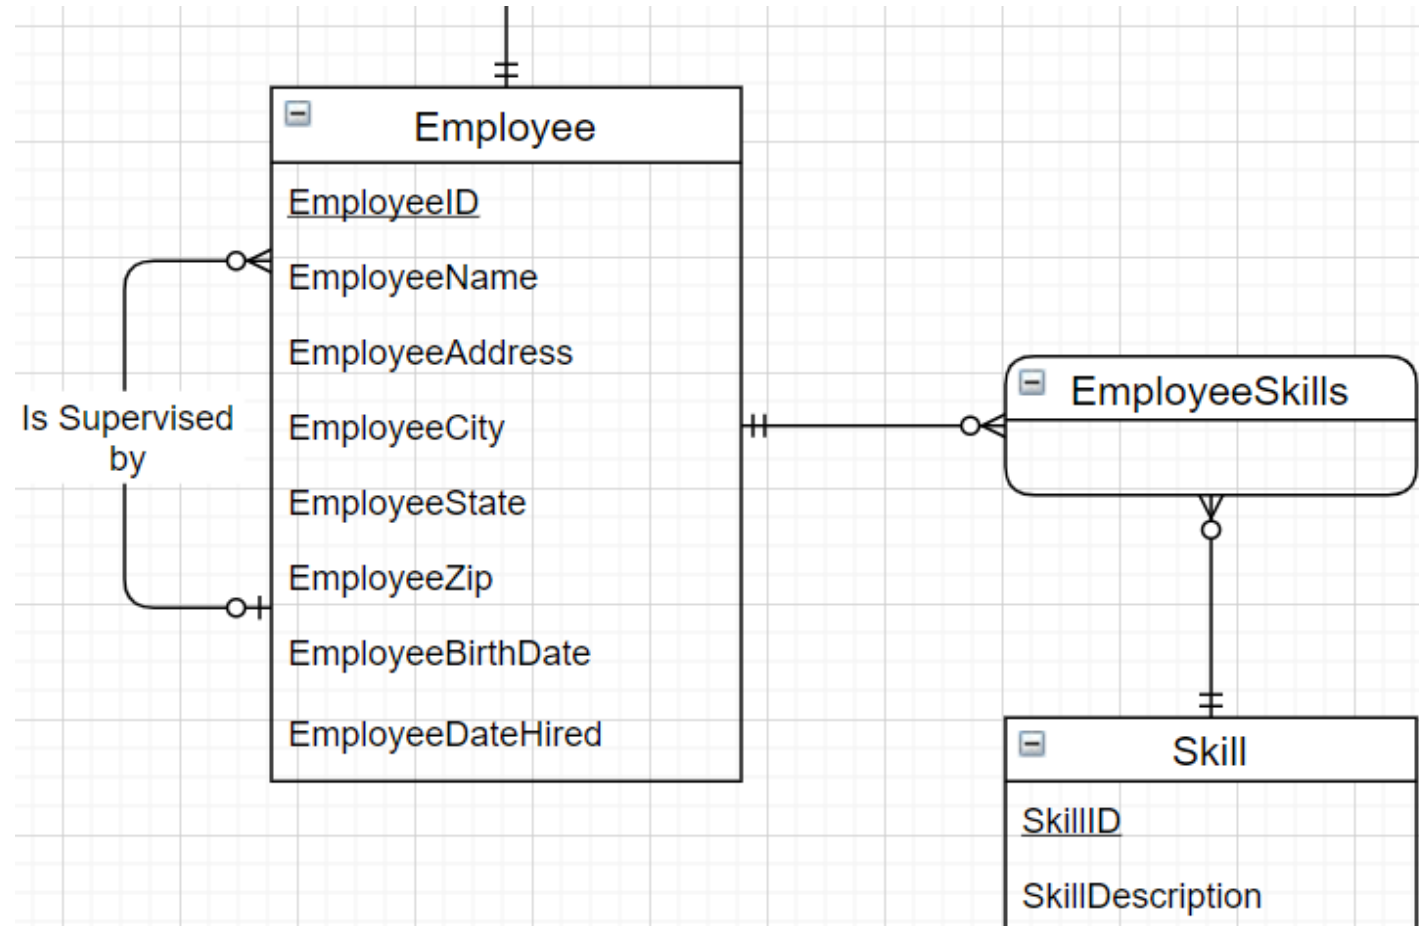 Employee
EmployeeID
EmployeeName
EmployeeAddress
EmployeeCity
EmployeeState
EmployeeZip
EmployeeBirthDate
EmployeeDateHired
Is Supervised
by
EmployeeSkills
Skill
SkillID
SkillDescription